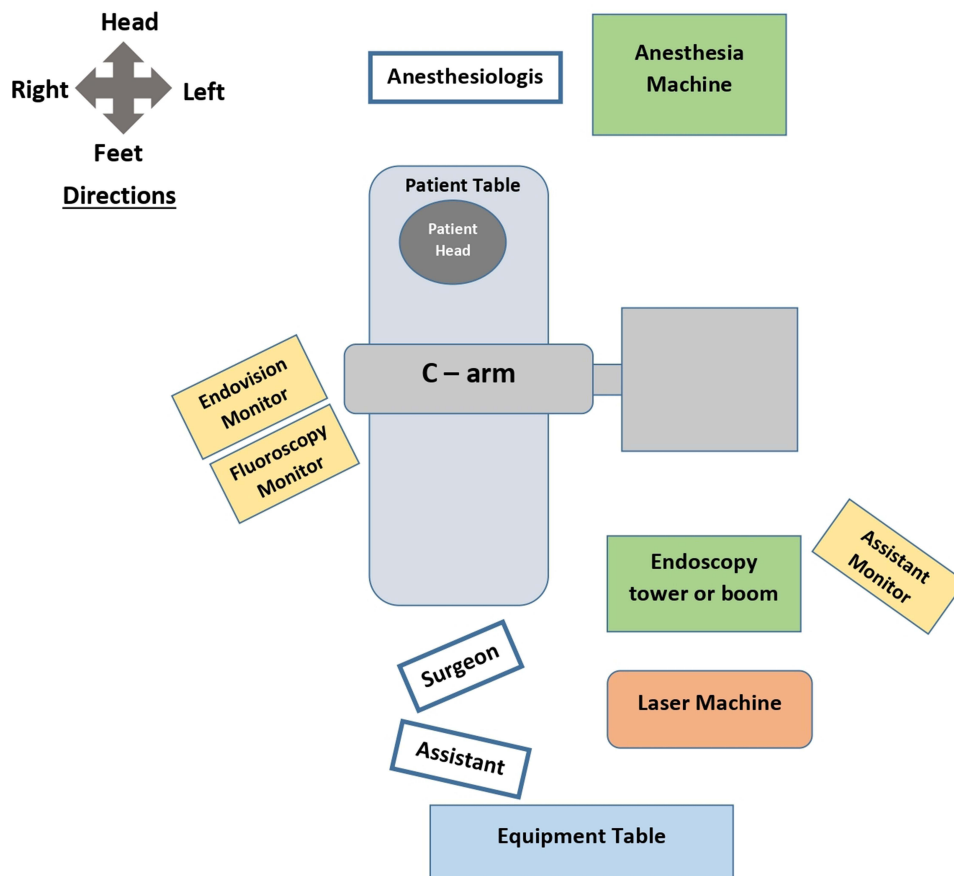 Head
Right
Left
Feet
Directions
Anesthesiologis
Anesthesia
Machine
Patient Table
Patient
Head
C – arm
Endovision
Monitor
Fluoroscopy
Monitor
Endoscopy
tower or boom
Assistant
Monitor
Surgeon
Laser Machine
Assistant
Equipment Table